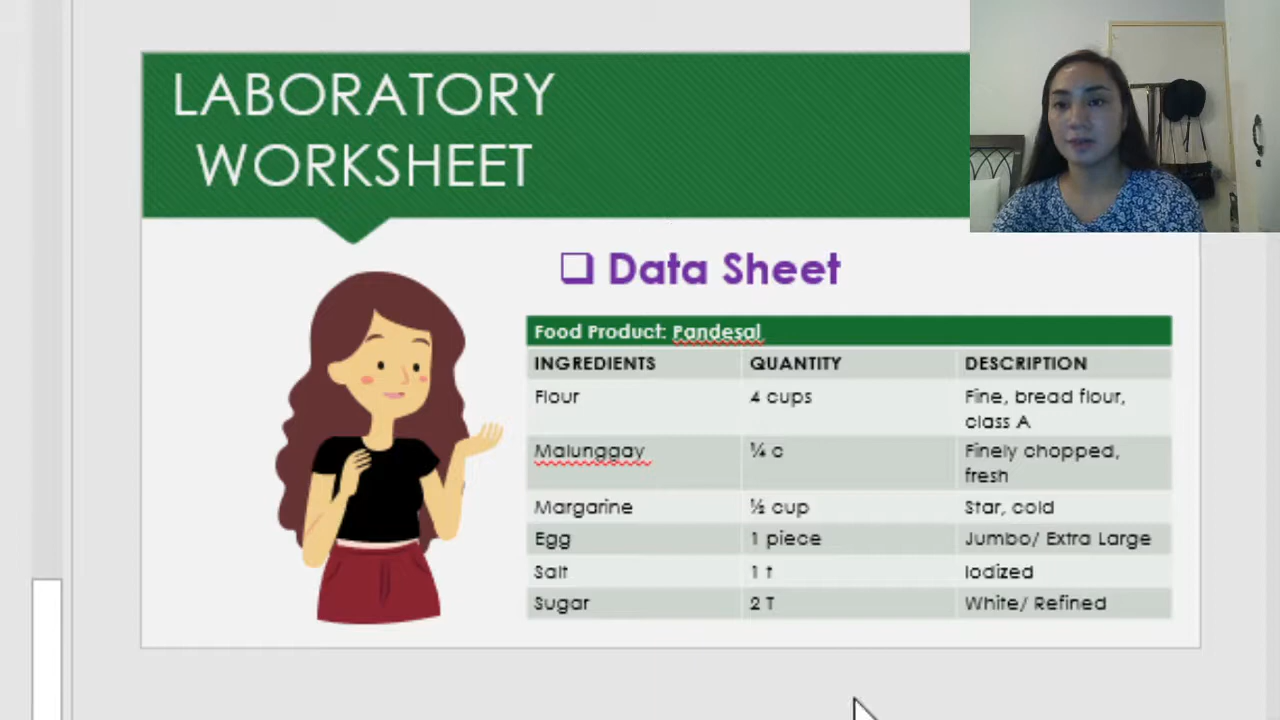 LABORATORY
WORKSHEET
❑ Data Sheet
Food Product: Pandesal
INGREDIENTS QUANTITY DESCRIPTION
Flour 4 cups Fine, bread flour,
class A
Malunggay ¼ c Finely chopped,
fresh
Margarine ½ cup Star, cold
Egg 1 piece Jumbo/ Extra Large
Salt 1 t Iodized
Sugar 2 T White/ Refined